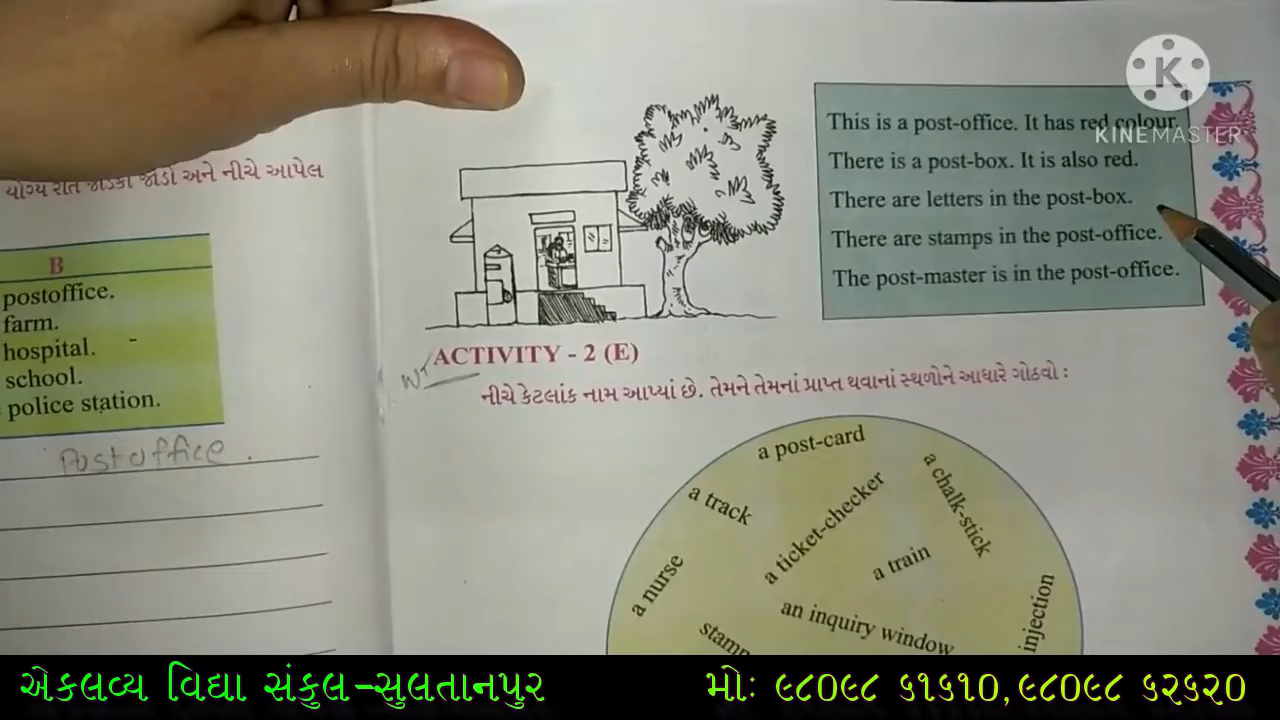 યોગ્ય રીતે જોડકાં જોડો અને નીચે આપેલ
B
postoffice.
farm.
hospital.
school.
police station.
Postoffice.
This is a post-office. It has red colour.
There is a post-box. It is also red.
There are letters in the post-box.
There are stamps in the post-office.
The post-master is in the post-office.
ACTIVITY - 2 (E)
નીચે કેટલાંક નામ આપ્યાં છે. તેમને તેમનાં પ્રાપ્ત થવાનાં સ્થળોને આધારે ગોઠવો :
a post-card
a track
a chalk-stick
a ticket-checker
a train
a nurse
an inquiry window
injection
stamp
K
KINEMASTER
એકલવ્ય વિદ્યા સંકુલ-સુલતાનપુર
મોઃ ૯૮૦૯૮ ૬૧૬૧૦,૯૮૦૯૮ ૬૨૬૨૦